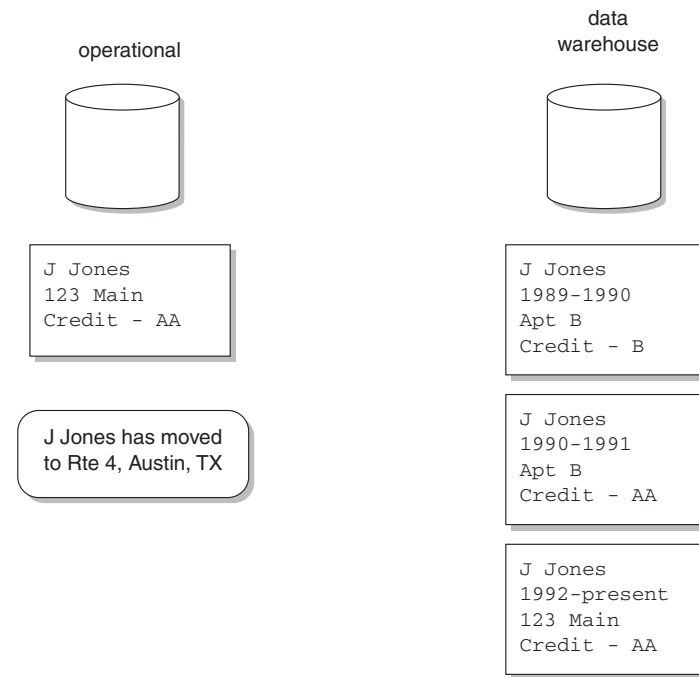 operational
J Jones
123 Main
Credit - AA
J Jones has moved
to Rte 4, Austin, TX
data
warehouse
J Jones
1989-1990
Apt B
Credit - B
J Jones
1990-1991
Apt B
Credit - AA
J Jones
1992-present
123 Main
Credit - AA